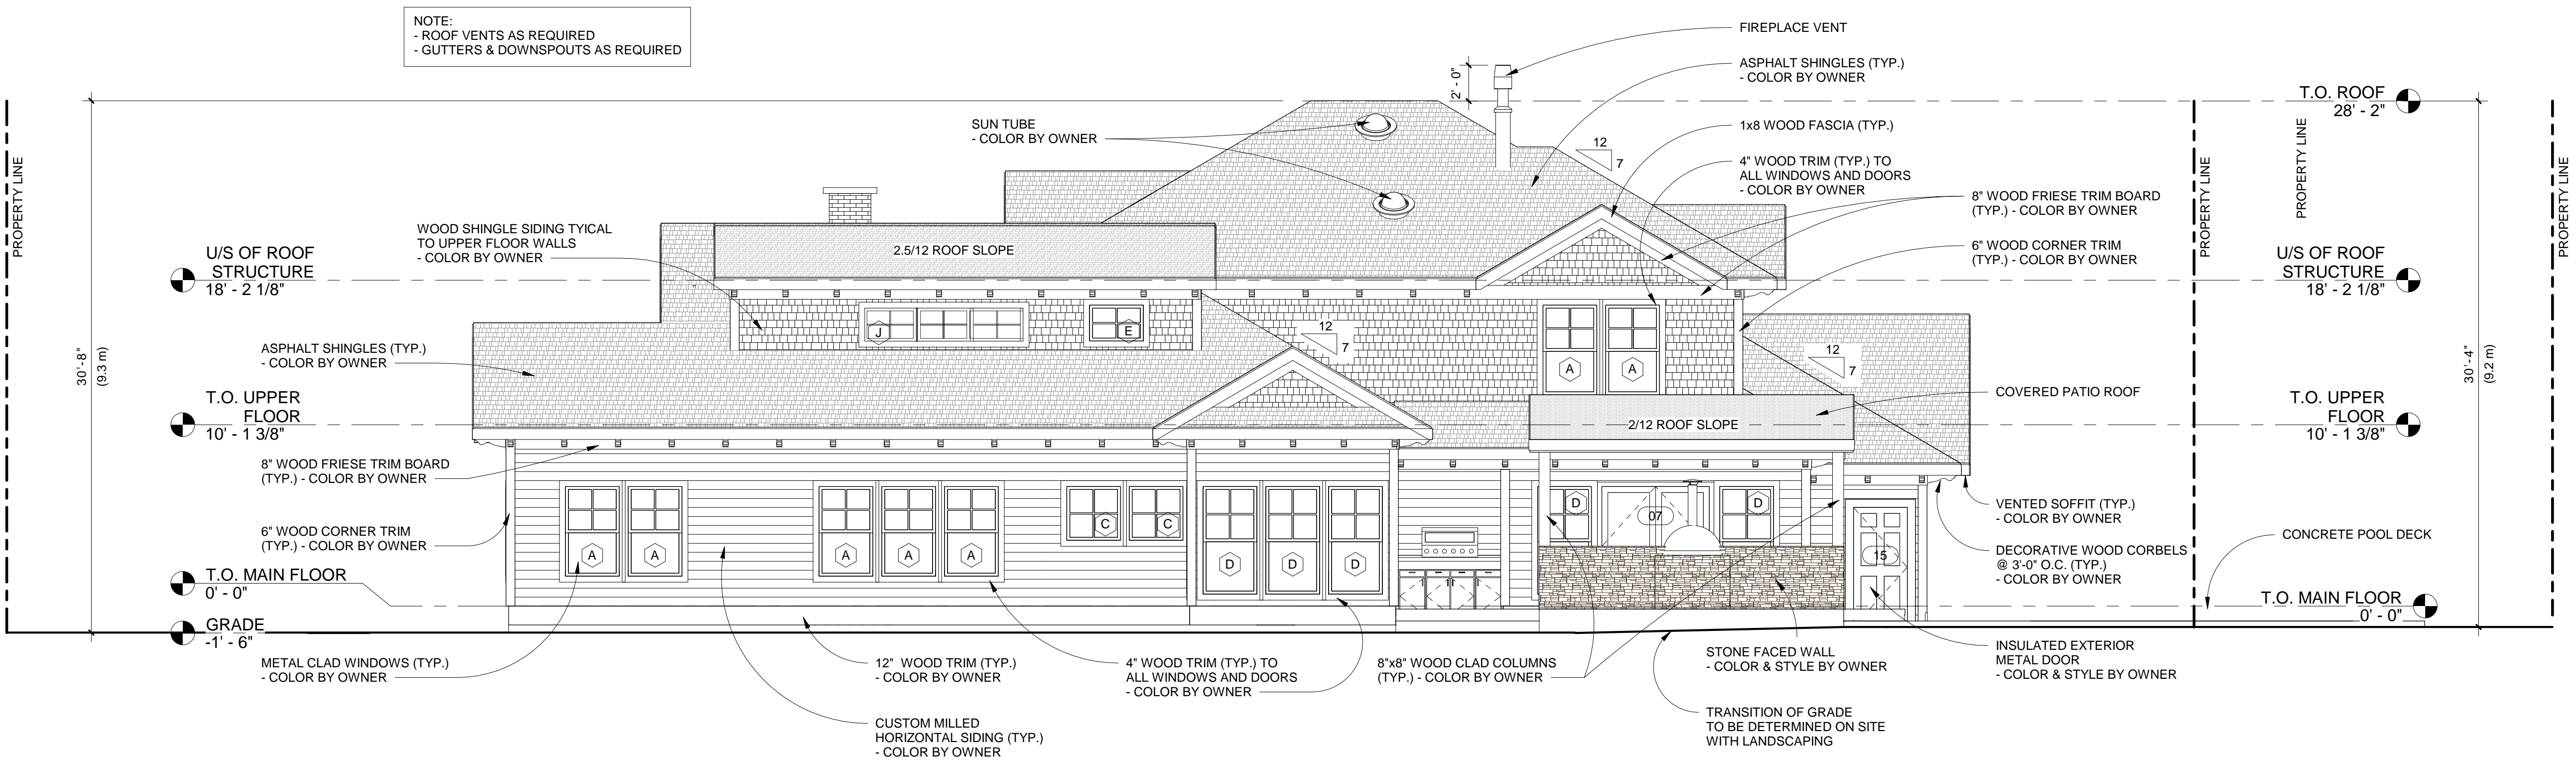 NOTE:
- ROOF VENTS AS REQUIRED
- GUTTERS & DOWNSPOUTS AS REQUIRED
FIREPLACE VENT
2' - 0"
ASPHALT SHINGLES (TYP.)
- COLOR BY OWNER
T.O. ROOF
28' - 2"
SUN TUBE
- COLOR BY OWNER
1x8 WOOD FASCIA (TYP.)
12
7
4" WOOD TRIM (TYP.) TO
ALL WINDOWS AND DOORS
- COLOR BY OWNER
PROPERTY LINE
PROPERTY LINE
PROPERTY LINE
PROPERTY LINE
8" WOOD FRIESE TRIM BOARD
(TYP.) - COLOR BY OWNER
WOOD SHINGLE SIDING TYICAL
TO UPPER FLOOR WALLS
- COLOR BY OWNER
2.5/12 ROOF SLOPE
6" WOOD CORNER TRIM
(TYP.) - COLOR BY OWNER
U/S OF ROOF
STRUCTURE
18' - 2 1/8"
U/S OF ROOF
STRUCTURE
18' - 2 1/8"
J
E
12
7
12
7
ASPHALT SHINGLES (TYP.)
- COLOR BY OWNER
30'-8"
(9.3 m)
30'-4"
(9.2 m)
A
A
COVERED PATIO ROOF
T.O. UPPER
FLOOR
10' - 1 3/8"
2/12 ROOF SLOPE
T.O. UPPER
FLOOR
10' - 1 3/8"
8" WOOD FRIESE TRIM BOARD
(TYP.) - COLOR BY OWNER
6" WOOD CORNER TRIM
(TYP.) - COLOR BY OWNER
C
C
D
07
D
VENTED SOFFIT (TYP.)
- COLOR BY OWNER
CONCRETE POOL DECK
A
A
A
A
A
D
D
D
15
DECORATIVE WOOD CORBELS
@ 3'-0" O.C. (TYP.)
- COLOR BY OWNER
T.O. MAIN FLOOR
0' - 0"
T.O. MAIN FLOOR
0' - 0"
GRADE
-1' - 6"
METAL CLAD WINDOWS (TYP.)
- COLOR BY OWNER
12" WOOD TRIM (TYP.)
- COLOR BY OWNER
4" WOOD TRIM (TYP.) TO
ALL WINDOWS AND DOORS
- COLOR BY OWNER
8"x8" WOOD CLAD COLUMNS
(TYP.) - COLOR BY OWNER
STONE FACED WALL
- COLOR & STYLE BY OWNER
INSULATED EXTERIOR
METAL DOOR
- COLOR & STYLE BY OWNER
CUSTOM MILLED
HORIZONTAL SIDING (TYP.)
- COLOR BY OWNER
TRANSITION OF GRADE
TO BE DETERMINED ON SITE
WITH LANDSCAPING